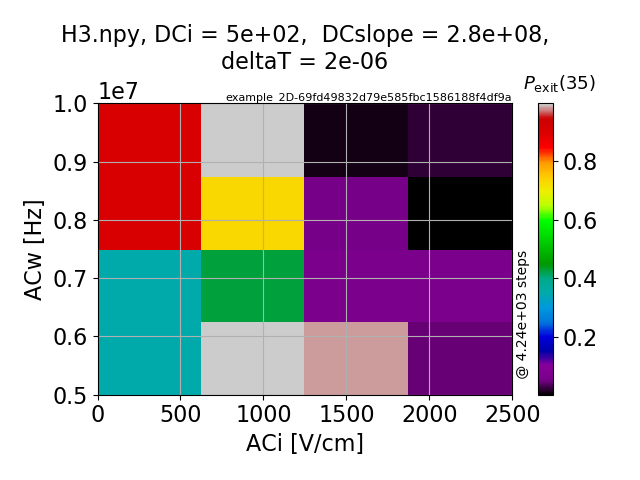 H3.npy, DCi = 5e+02,  DCslope = 2.8e+08,
deltaT = 2e-06
1e7
example_2D-69fd49832d79e585fbc1586188f4df9a
P_exit(35)
1.0
0.9
0.8
0.7
0.6
0.5
ACw [Hz]
0
500
1000
1500
2000
2500
ACi [V/cm]
@ 4.24e+03 steps
0.8
0.6
0.4
0.2